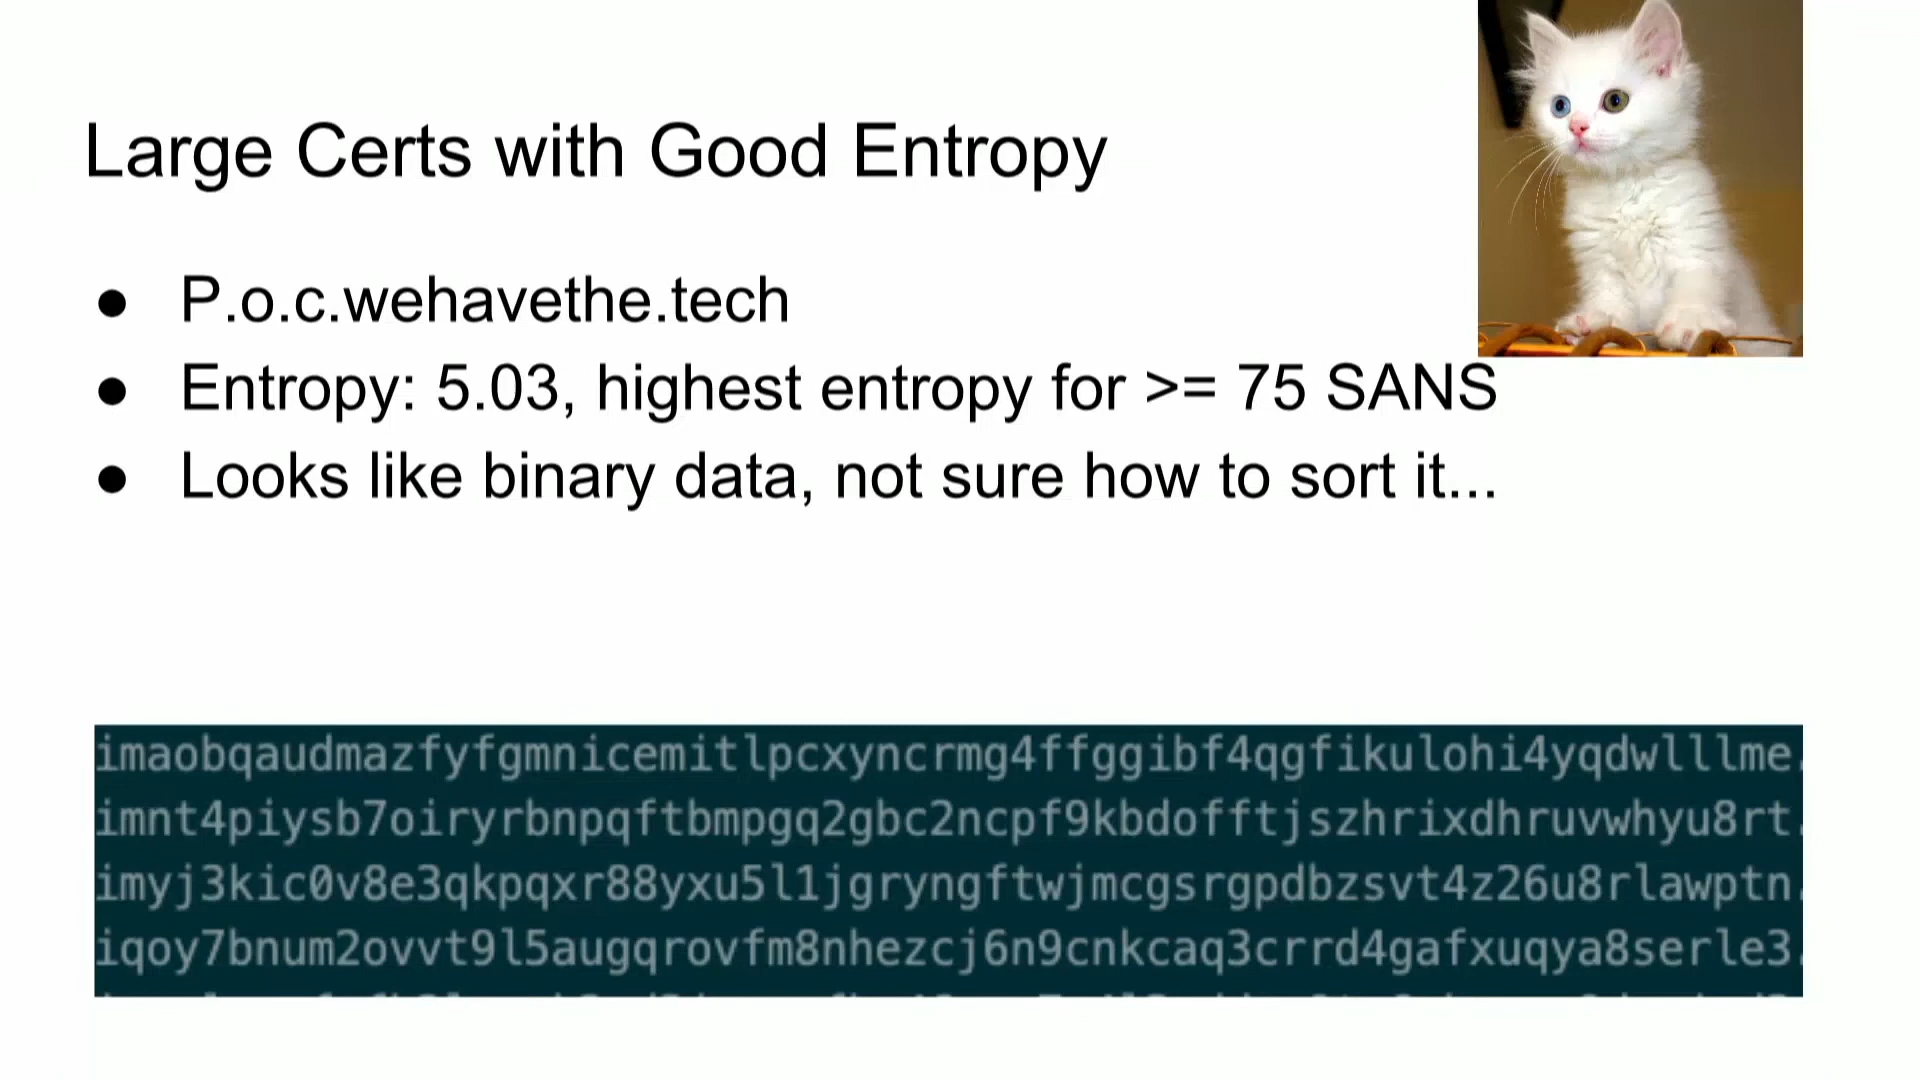 Large Certs with Good Entropy
● P.o.c.wehavethe.tech
● Entropy: 5.03, highest entropy for >= 75 SANS
● Looks like binary data, not sure how to sort it...
imaobqaudmazfyfgmnicemitlpcxyncrmg4ffggibf4qgfikulohi4yqdwlllme.
imnt4piysb7oiryrbnpqftbmpgq2gbc2ncpf9kbdofftjszhrixdhruvwhyu8rt.
imyj3kic0v8e3qkpqxr88yxu5l1jgryngftwjmcgsrgpdbzsvt4z26u8rlawptn.
iqoy7bnum2ovvt9l5augqrovfm8nhezcj6n9cnkcaq3crrd4gafxuqya8serle3.